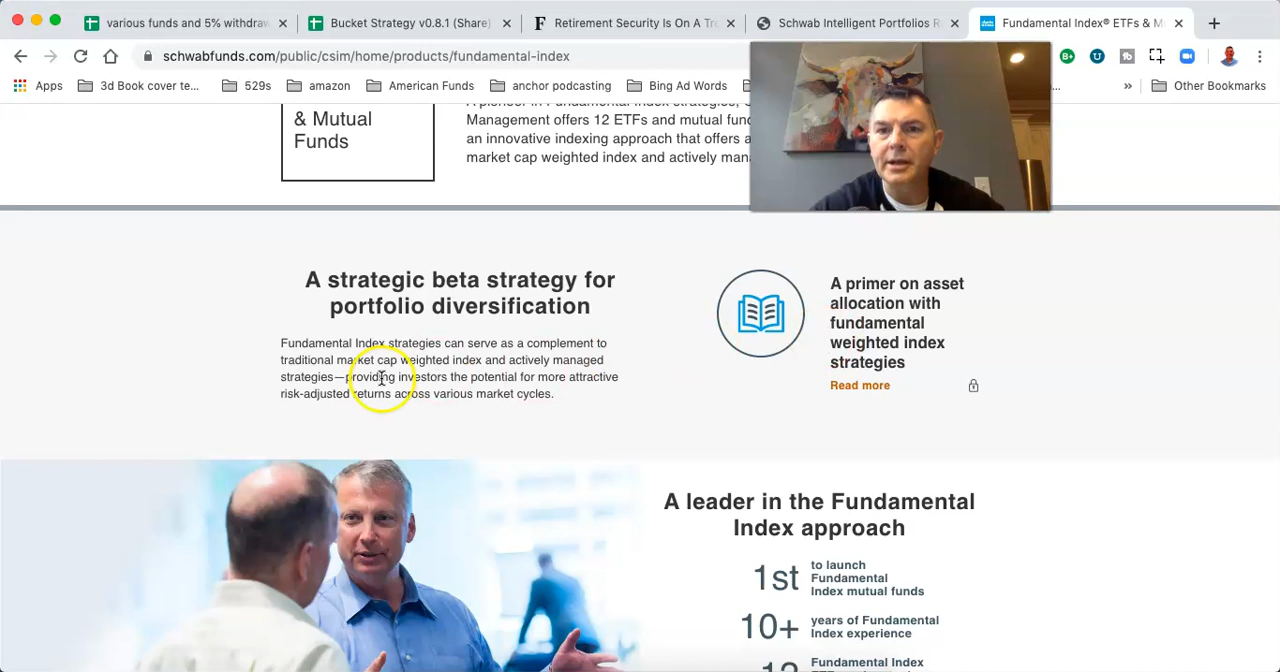 various funds and 5% withdraw
Bucket Strategy v0.8.1 (Share)
Retirement Security Is On A Tre
Schwab Intelligent Portfolios R
Fundamental Index® ETFs & M
schwabfunds.com/public/csim/home/products/fundamental-index
Apps
3d Book cover te...
529s
amazon
American Funds
anchor podcasting
Bing Ad Words
Other Bookmarks
& Mutual
Funds
Management offers 12 ETFs and mutual fund
an innovative indexing approach that offers a
market cap weighted index and actively mana
A strategic beta strategy for
portfolio diversification
Fundamental Index strategies can serve as a complement to
traditional market cap weighted index and actively managed
strategies—providing investors the potential for more attractive
risk-adjusted returns across various market cycles.
A primer on asset
allocation with
fundamental
weighted index
strategies
Read more
A leader in the Fundamental
Index approach
1st to launch
Fundamental
Index mutual funds
10+ years of Fundamental
Index experience
Fundamental Index